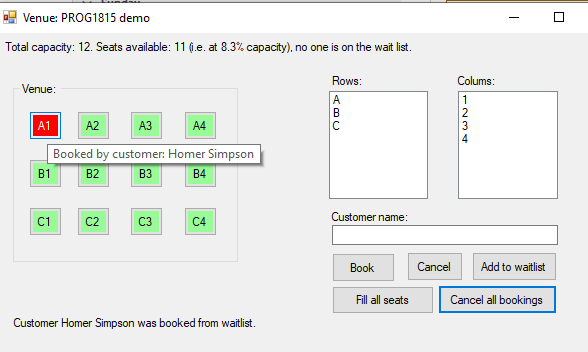 Venue: PROG1815 demo
Total capacity: 12. Seats available: 11 (i.e. at 8.3% capacity), no one is on the wait list.
Venue:
A1 A2 A3 A4
Booked by customer: Homer Simpson
B1 B2 B3 B4
C1 C2 C3 C4
Rows:
A
B
C
Colums:
1
2
3
4
Customer name:
Book Cancel Add to waitlist
Fill all seats Cancel all bookings
Customer Homer Simpson was booked from waitlist.